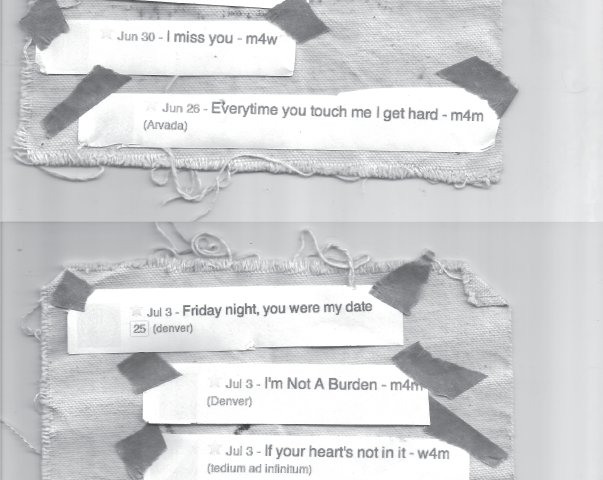 Jun 30 - I miss you - m4w
Jun 26 - Everytime you touch me I get hard - m4m
(Arvada)
Jul 3 - Friday night, you were my date
25 (denver)
Jul 3 - I'm Not A Burden - m4m
(Denver)
Jul 3 - If your heart's not in it - w4m
(tedium ad infinitum)